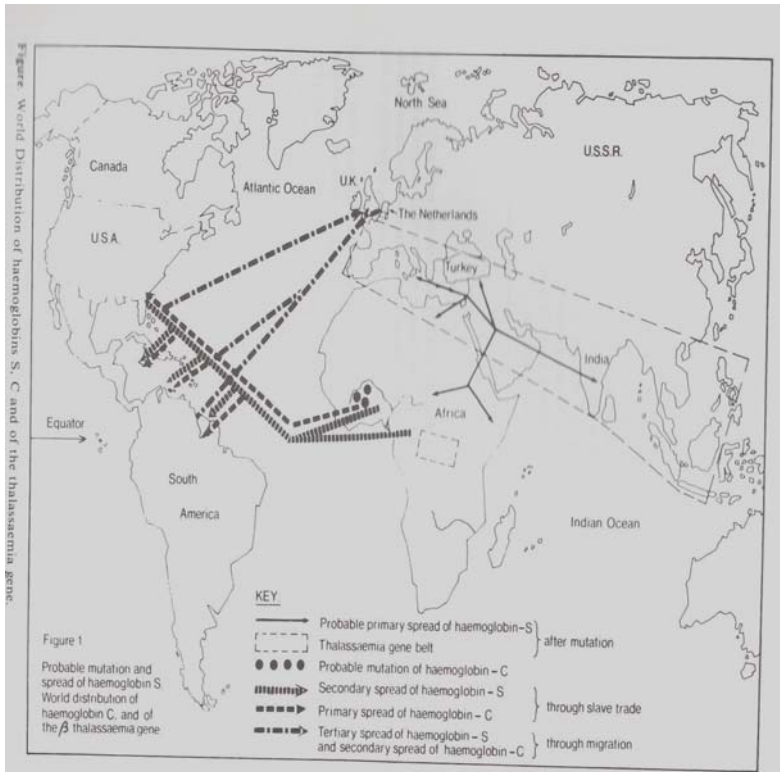 Figure. World Distribution of haemoglobins S, C and of the thalassaemia gene.
North Sea
U.S.S.R.
Canada
U.K.
Atlantic Ocean
The Netherlands
U.S.A.
Turkey
India
Africa
Equator
South
America
Indian Ocean
KEY
Probable primary spread of haemoglobin-S
after mutation
Thalassaemia gene belt
Probable mutation of haemoglobin-C
Secondary spread of haemoglobin-S
through slave trade
Primary spread of haemoglobin-C
Tertiary spread of haemoglobin-S
and secondary spread of haemoglobin-C
through migration
Figure 1
Probable mutation and
spread of haemoglobin S.
World distribution of
haemoglobin C, and of
the β thalassaemia gene